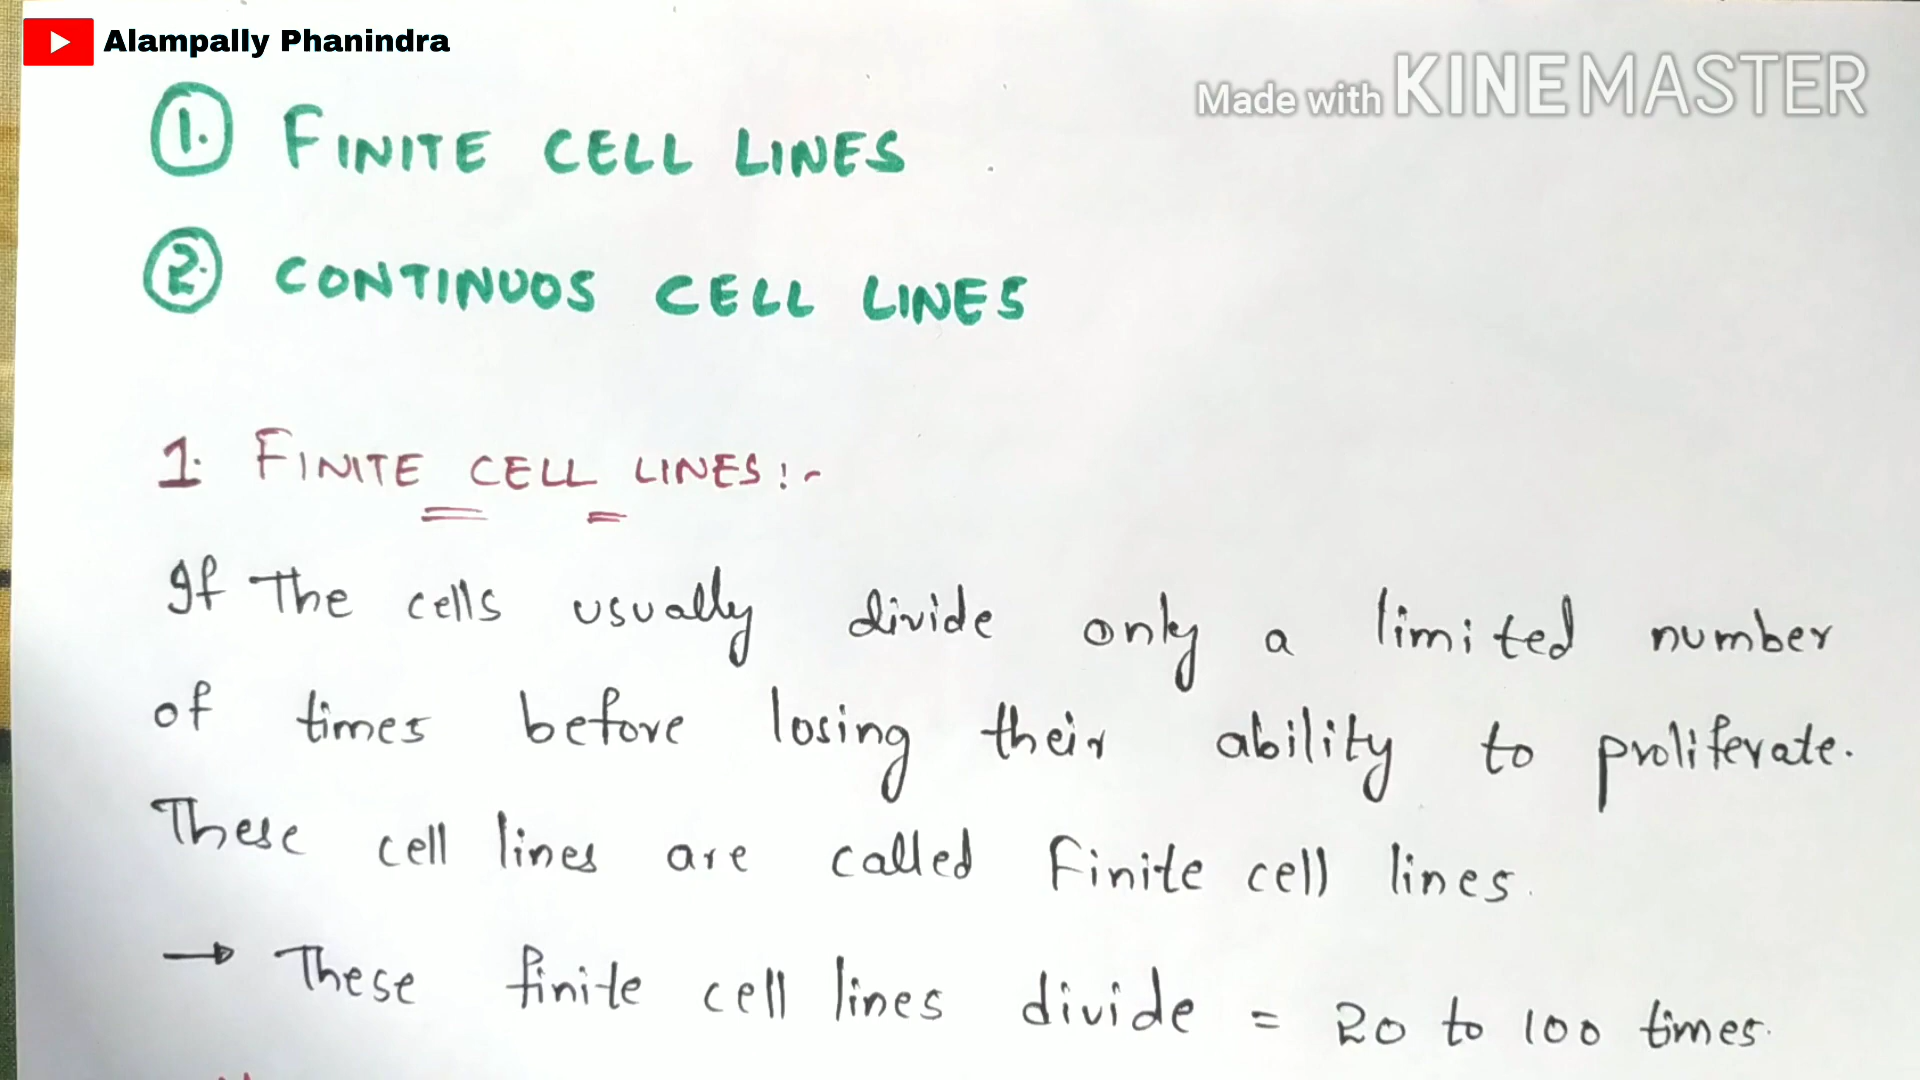 Alampally Phanindra
Made with KINEMASTER
1. FINITE CELL LINES
2. CONTINUOS CELL LINES
1. FINITE CELL LINES:-
If The cells usually divide only a limited number
of times before losing their ability to proliferate.
These cell lines are called Finite cell lines.
→ These finite cell lines divide = 20 to 100 times.